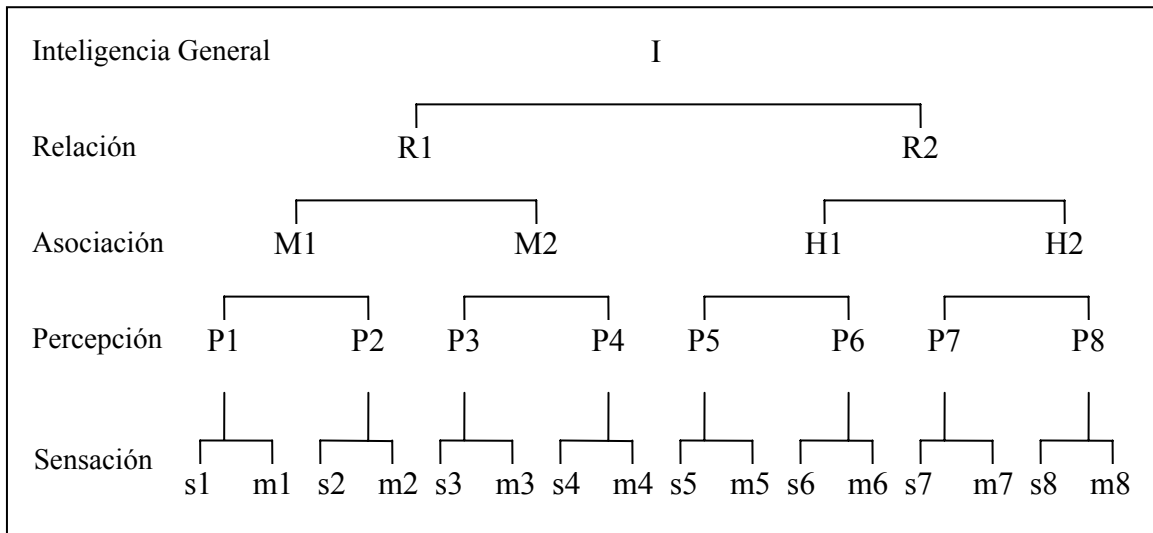 Inteligencia General I
Relación R1 R2
Asociación M1 M2 H1 H2
Percepción P1 P2 P3 P4 P5 P6 P7 P8
Sensación s1 m1 s2 m2 s3 m3 s4 m4 s5 m5 s6 m6 s7 m7 s8 m8